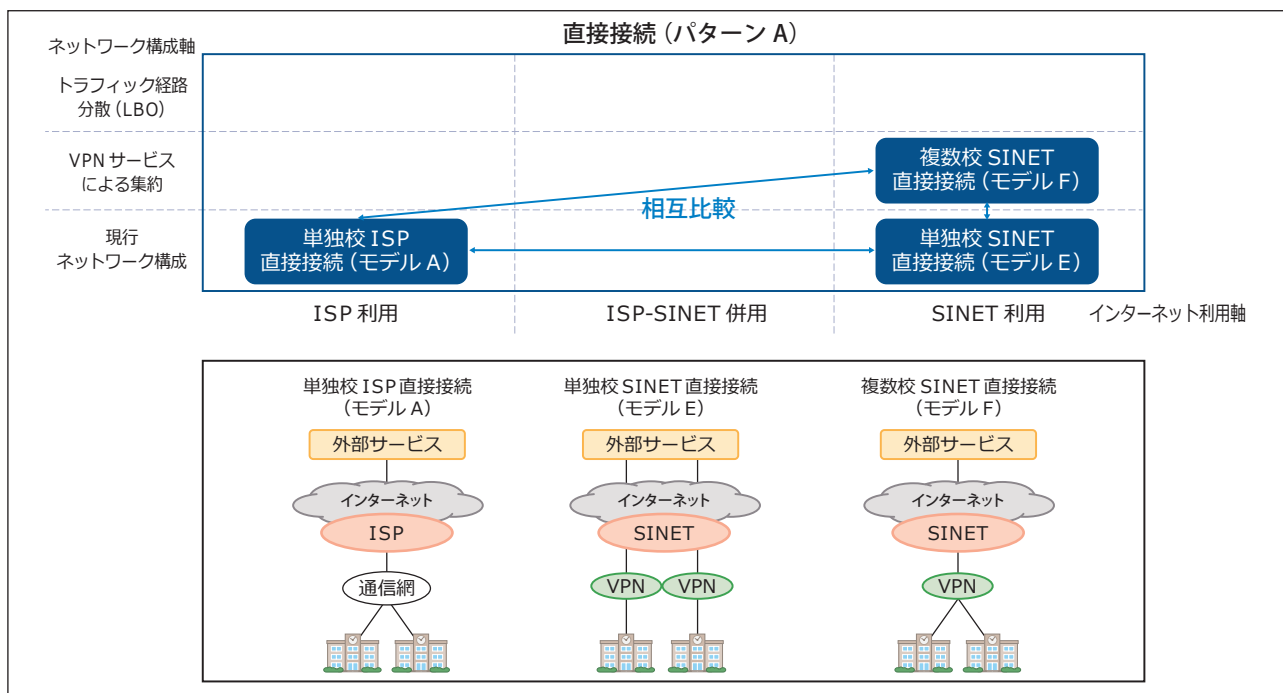 直接接続（パターン A）
ネットワーク構成軸
トラフィック経路
分散（LBO）
VPN サービス
による集約
現行
ネットワーク構成
複数校 SINET
直接接続（モデル F）
相互比較
単独校 ISP
直接接続（モデル A）
単独校 SINET
直接接続（モデル E）
ISP 利用
ISP-SINET 併用
SINET 利用
インターネット利用軸
単独校 ISP 直接接続
（モデル A）
外部サービス
インターネット
ISP
通信網
単独校 SINET 直接接続
（モデル E）
外部サービス
インターネット
SINET
VPN
VPN
複数校 SINET 直接接続
（モデル F）
外部サービス
インターネット
SINET
VPN